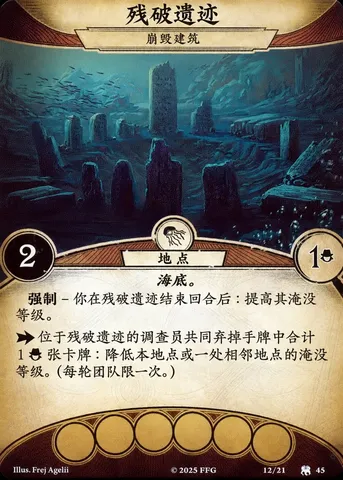 残破遗迹
崩毁建筑
2
地点
1
海底。
强制 – 你在残破遗迹结束回合后：提高其淹没
等级。
位于残破遗迹的调查员共同弃掉手牌中合计
1 张卡牌：降低本地点或一处相邻地点的淹没
等级。（每轮团队限一次。）
Illus. Frej Agelii
© 2025 FFG
12/21
45